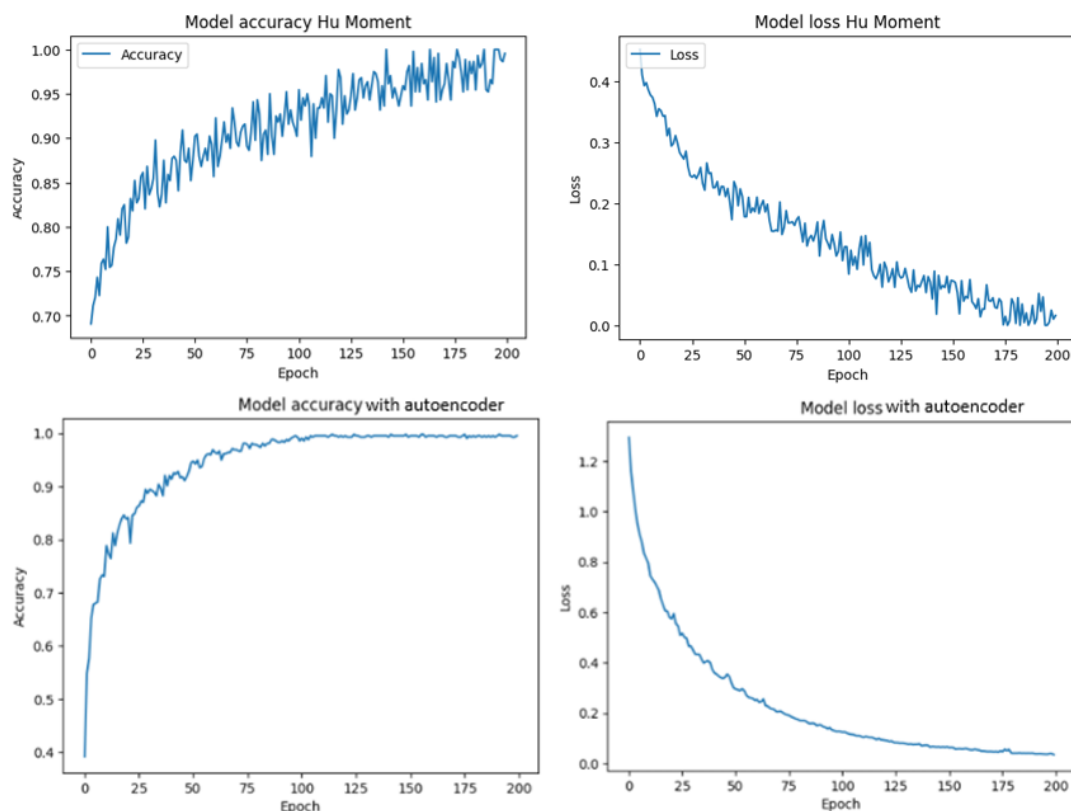 Model accuracy Hu Moment
Accuracy
1.00
0.95
0.90
0.85
0.80
0.75
0.70
Accuracy
0 25 50 75 100 125 150 175 200
Epoch
Model loss Hu Moment
Loss
0.4
0.3
0.2
0.1
0.0
Loss
0 25 50 75 100 125 150 175 200
Epoch
Model accuracy with autoencoder
1.0
0.9
0.8
0.7
0.6
0.5
0.4
Accuracy
0 25 50 75 100 125 150 175 200
Epoch
Model loss with autoencoder
1.2
1.0
0.8
0.6
0.4
0.2
0.0
Loss
0 25 50 75 100 125 150 175 200
Epoch